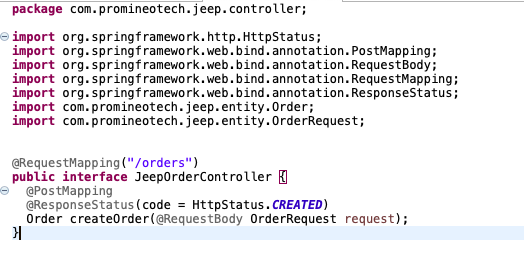 package com.promineotech.jeep.controller;
import org.springframework.http.HttpStatus;
import org.springframework.web.bind.annotation.PostMapping;
import org.springframework.web.bind.annotation.RequestBody;
import org.springframework.web.bind.annotation.RequestMapping;
import org.springframework.web.bind.annotation.ResponseStatus;
import com.promineotech.jeep.entity.Order;
import com.promineotech.jeep.entity.OrderRequest;
@RequestMapping("/orders")
public interface JeepOrderController {
@PostMapping
@ResponseStatus(code = HttpStatus.CREATED)
Order createOrder(@RequestBody OrderRequest request);
}